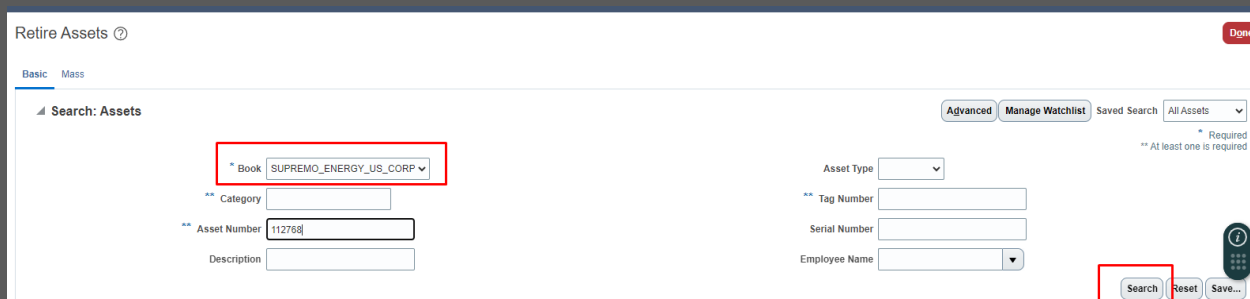 Retire Assets
Done
Basic Mass
Search: Assets
Advanced Manage Watchlist Saved Search All Assets
* Required
** At least one is required
* Book SUPREMO_ENERGY_US_CORP
Asset Type
** Category
** Tag Number
** Asset Number 112768
Serial Number
Description
Employee Name
Search Reset Save...